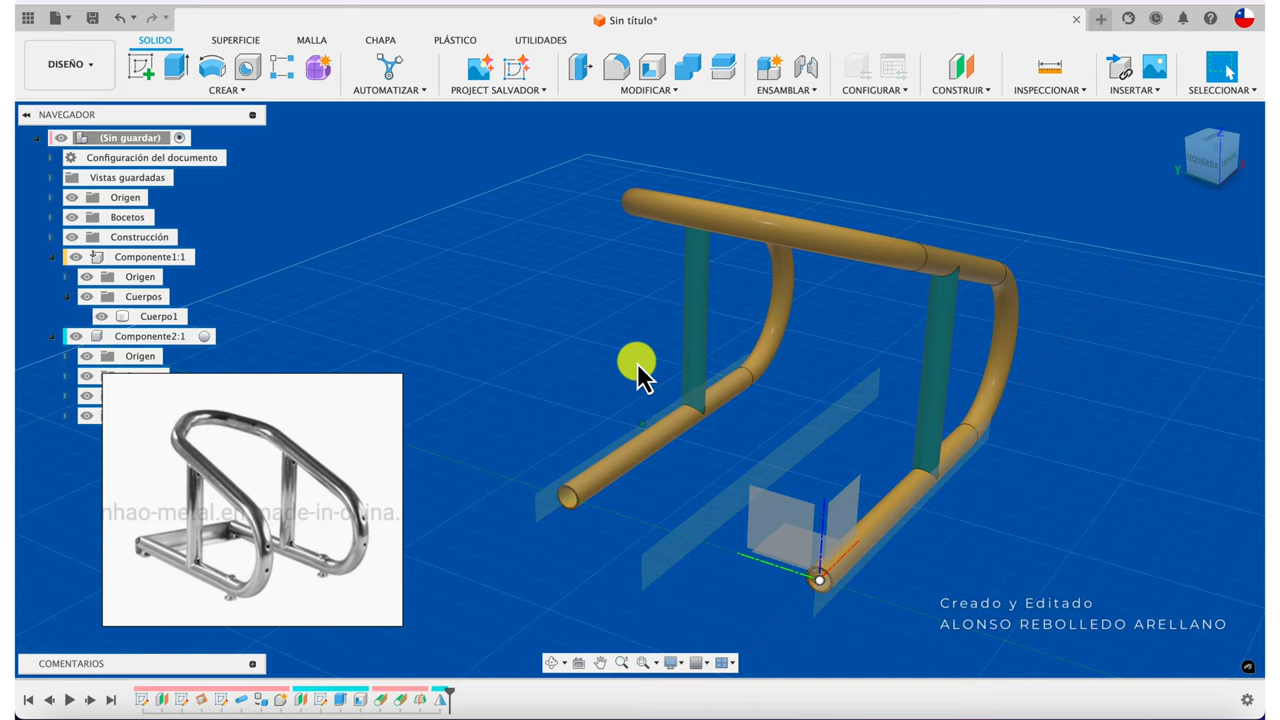 Sin título*
DISEÑO
SOLIDO
SUPERFICIE
MALLA
CHAPA
PLÁSTICO
UTILIDADES
CREAR
AUTOMATIZAR
PROJECT SALVADOR
MODIFICAR
ENSAMBLAR
CONFIGURAR
CONSTRUIR
INSPECCIONAR
INSERTAR
SELECCIONAR
NAVEGADOR
(Sin guardar)
Configuración del documento
Vistas guardadas
Origen
Bocetos
Construcción
Componente1:1
Origen
Cuerpos
Cuerpo1
Componente2:1
Origen
nhao-metal.en.made-in-china.
Z
Y
IZQUIERDA
Creado y Editado
ALONSO REBOLLEDO ARELLANO
COMENTARIOS